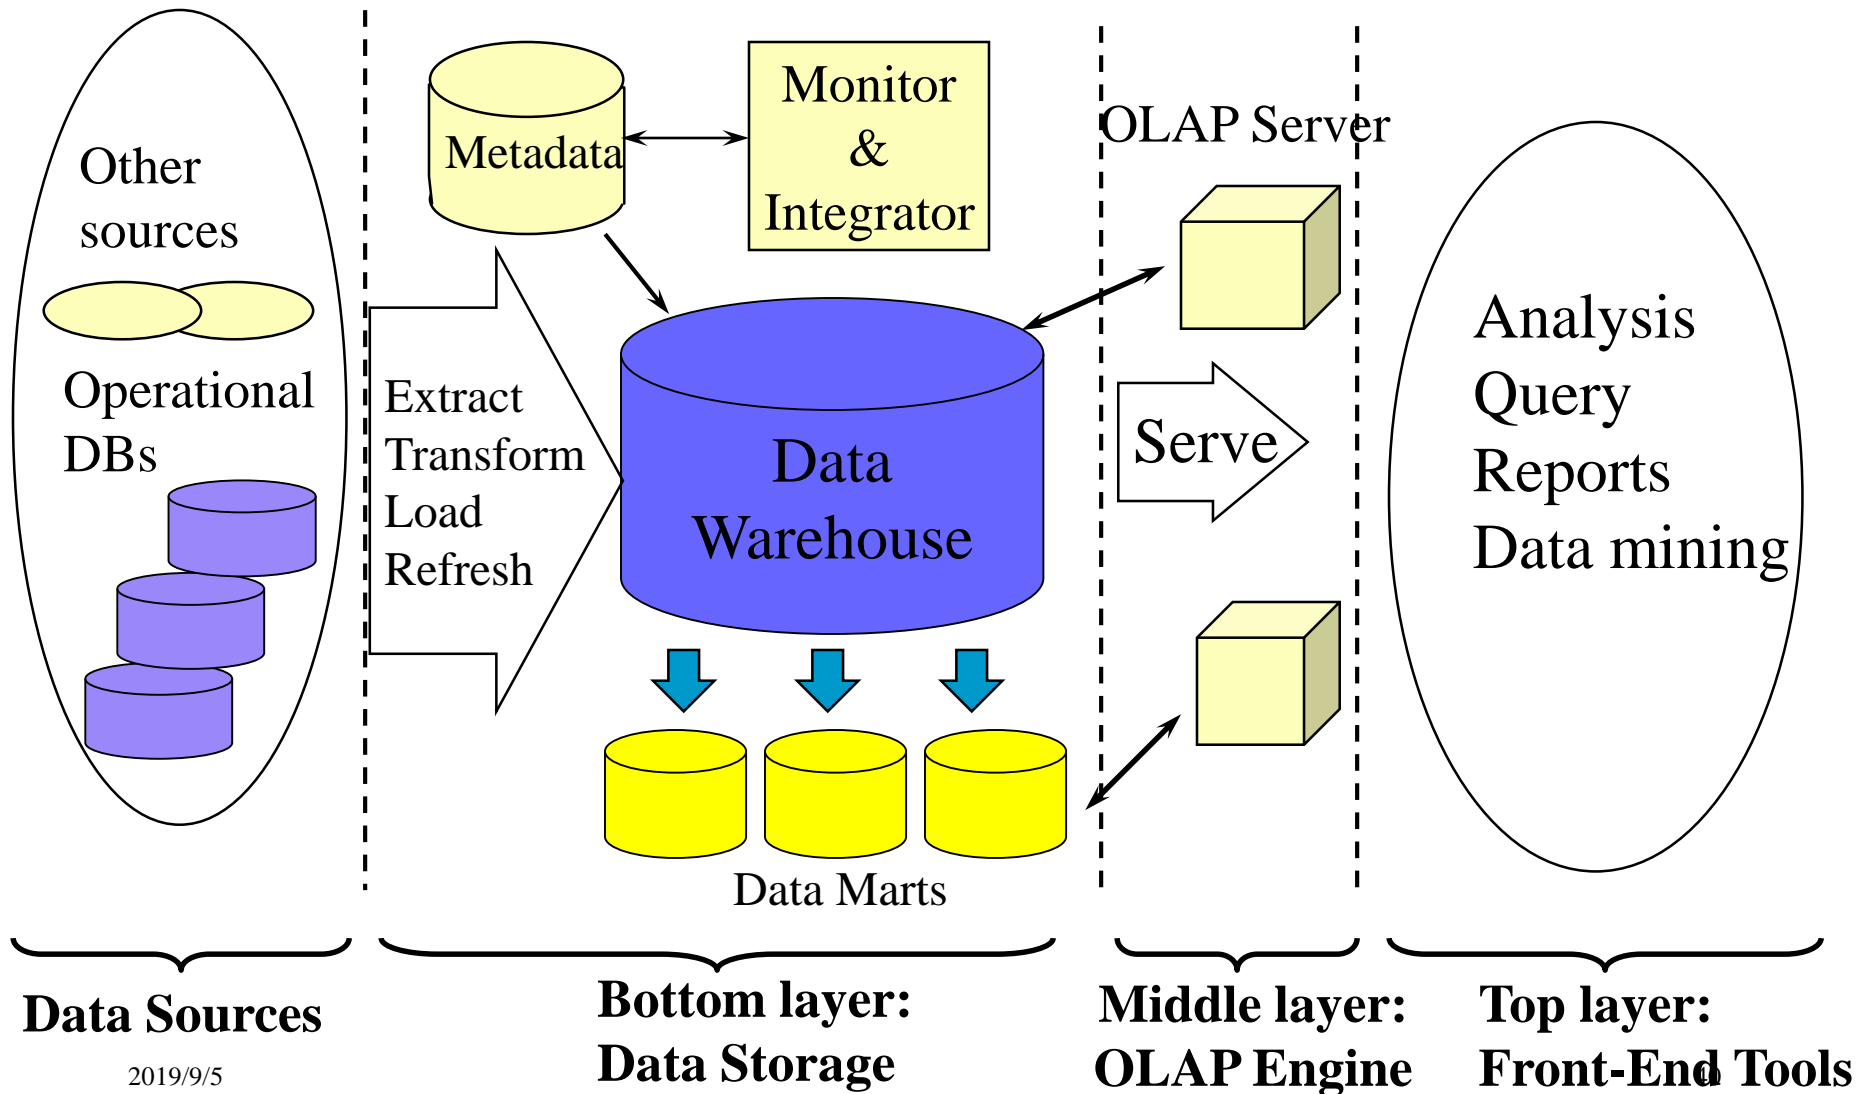 Other
sources
Operational
DBs
Metadata
Monitor
&
Integrator
Extract
Transform
Load
Refresh
Data
Warehouse
Data Marts
OLAP Server
Serve
Analysis
Query
Reports
Data mining
Data Sources
Bottom layer:
Data Storage
Middle layer:
OLAP Engine
Top layer:
Front-End Tools
2019/9/5